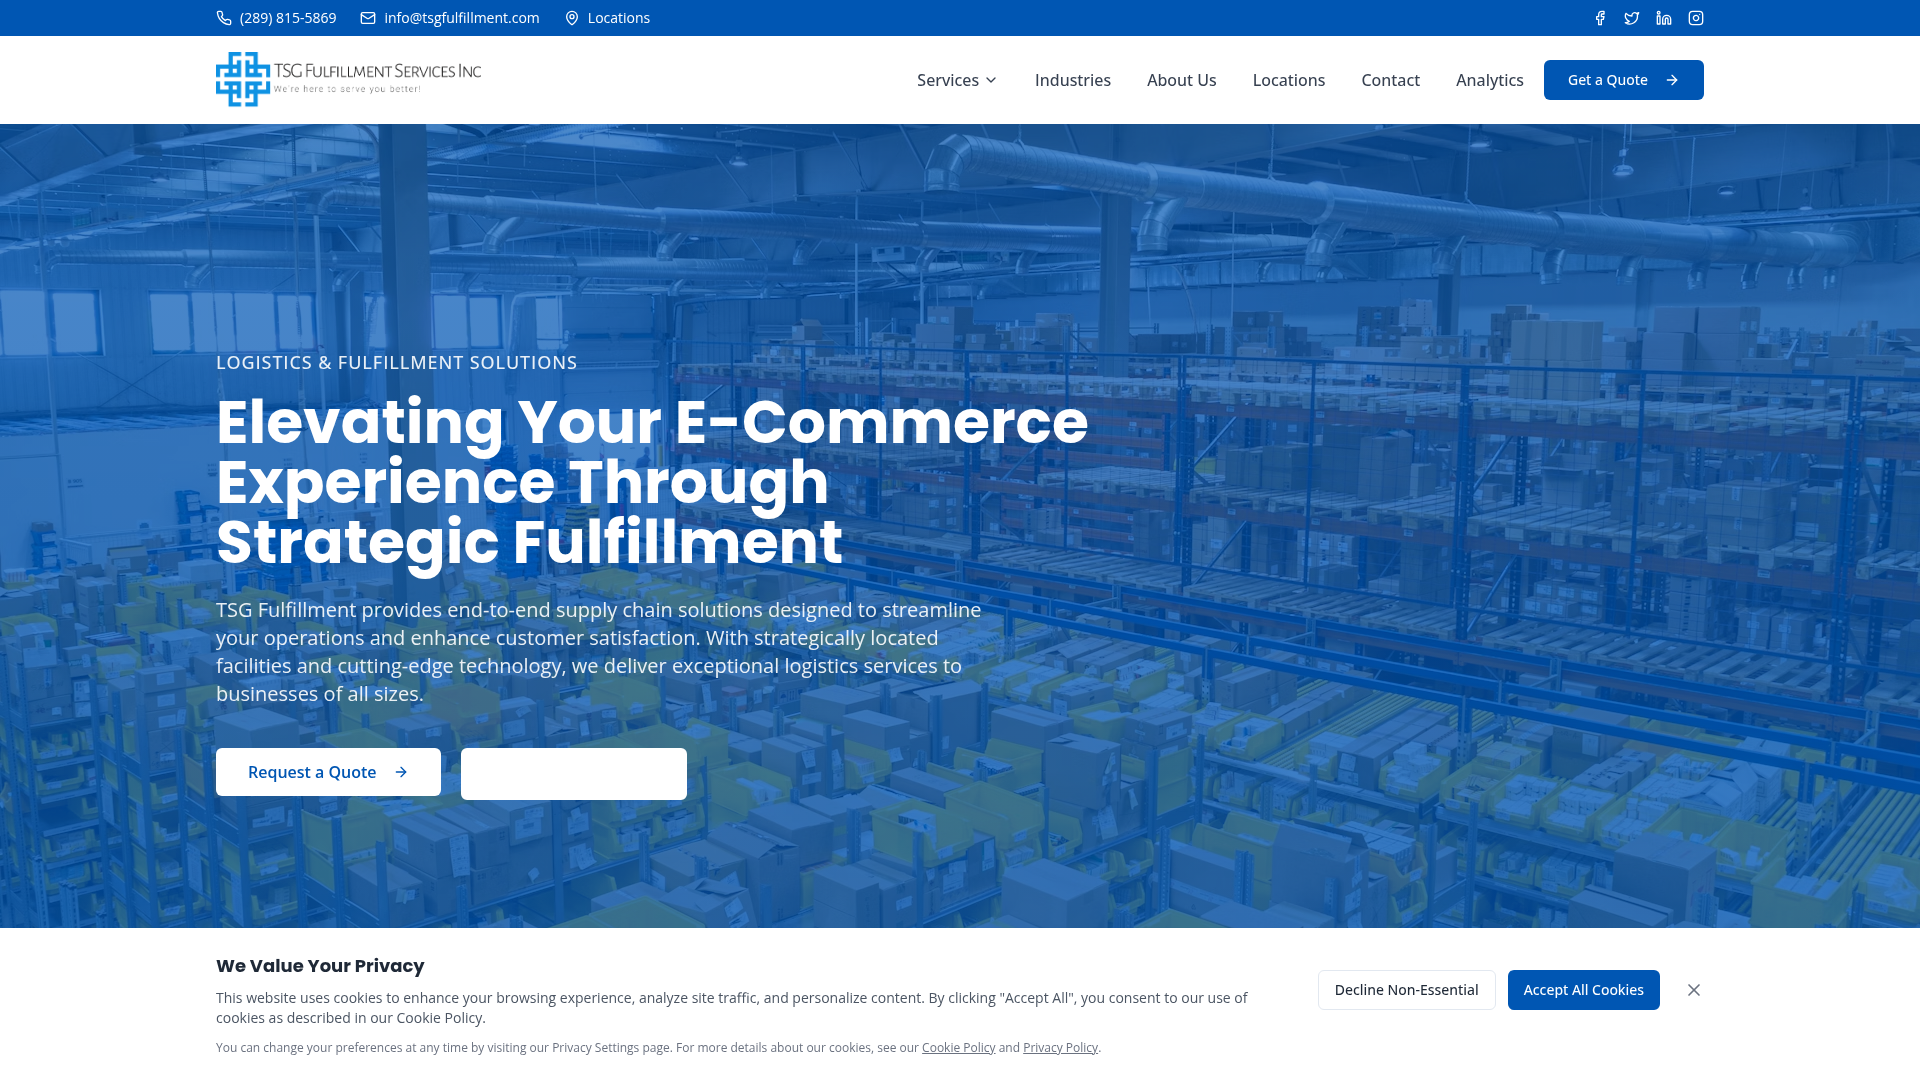 (289) 815-5869 info@tsgfulfillment.com Locations
TSG FULFILLMENT SERVICES INC
We're here to serve you better!
Services Industries About Us Locations Contact Analytics Get a Quote
LOGISTICS & FULFILLMENT SOLUTIONS
Elevating Your E-Commerce
Experience Through
Strategic Fulfillment
TSG Fulfillment provides end-to-end supply chain solutions designed to streamline
your operations and enhance customer satisfaction. With strategically located
facilities and cutting-edge technology, we deliver exceptional logistics services to
businesses of all sizes.
Request a Quote
We Value Your Privacy
This website uses cookies to enhance your browsing experience, analyze site traffic, and personalize content. By clicking "Accept All", you consent to our use of
cookies as described in our Cookie Policy.
You can change your preferences at any time by visiting our Privacy Settings page. For more details about our cookies, see our Cookie Policy and Privacy Policy.
Decline Non-Essential
Accept All Cookies